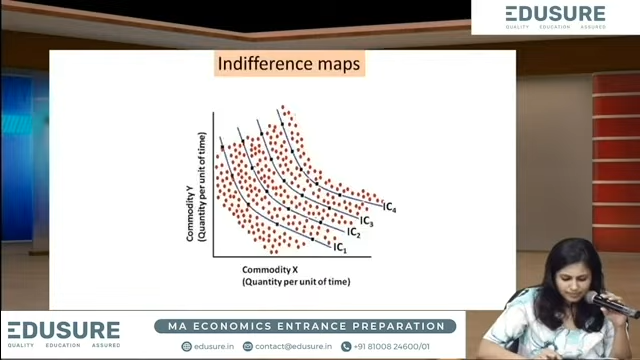 EDUSURE
QUALITY EDUCATION ASSURED
Indifference maps
Commodity Y
(Quantity per unit of time)
IC4
IC3
IC2
IC1
Commodity X
(Quantity per unit of time)
EDUSURE
QUALITY EDUCATION ASSURED
MA ECONOMICS ENTRANCE PREPARATION
edusure.in
contact@edusure.in
+91 81008 24600/01